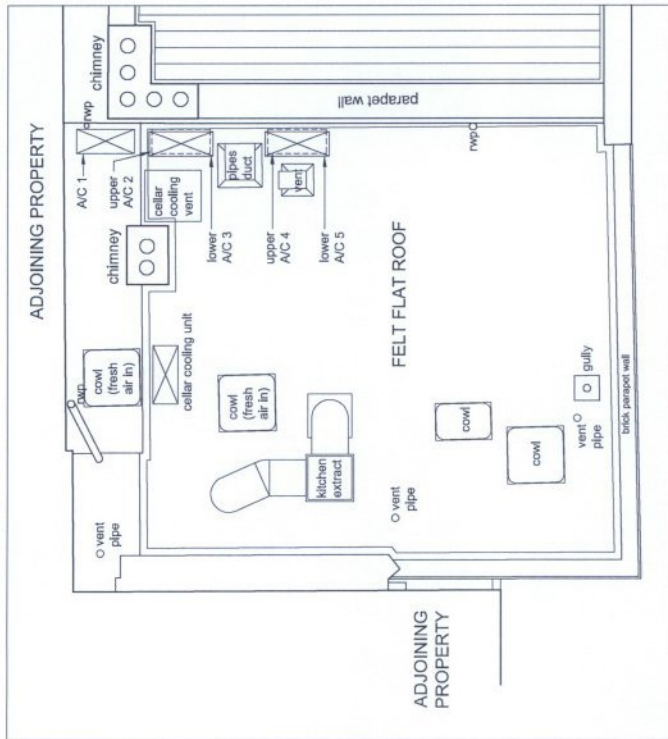 ADJOINING PROPERTY
chimney
rwp
A/C 1
upper
A/C 2
cellar
cooling
vent
pipes
duct
vent
parapet wall
chimney
lower
A/C 3
upper
A/C 4
lower
A/C 5
rwp
rwp
cowl
(fresh
air in)
cellar cooling unit
cowl
(fresh
air in)
FELT FLAT ROOF
kitchen
extract
vent
pipe
vent
pipe
cowl
cowl
vent
pipe
gully
brick parapet wall
ADJOINING
PROPERTY